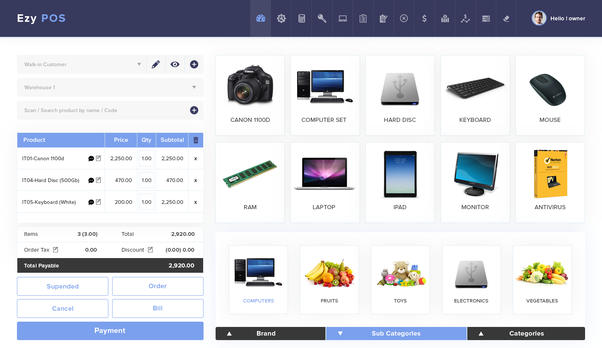 Ezy POS
Hello ! owner
Walk-in Customer
Warehouse 1
Scan / Search product by name / Code
Product Price Qty Subtotal
IT01-Canon 1100d 2,250.00 1.00 2,250.00 x
IT04-Hard Disc (500Gb) 470.00 1.00 470.00 x
IT05-Keyboard (White) 200.00 1.00 2,250.00 x
Items 3 (3.00) Total 2,920.00
Order Tax 0.00 Discount (0.00) 0.00
Total Payable 2,920.00
Supended Order
Cancel Bill
Payment
CANON 1100D COMPUTER SET HARD DISC KEYBOARD MOUSE
RAM LAPTOP IPAD MONITOR ANTIVIRUS
COMPUTERS FRUITS TOYS ELECTRONICS VEGETABLES
Brand Sub Categories Categories